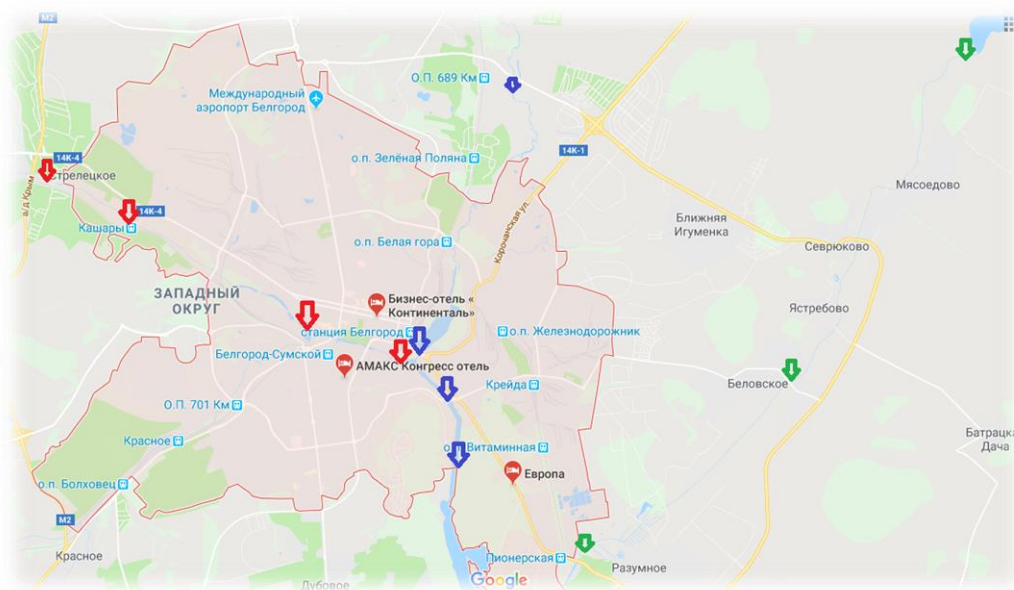 М2
О.П. 689 Км
Международный
аэропорт Белгород
14К-4
14К-1
о.п. Зелёная Поляна
Стрелецкое
а/д Крым
14К-4
Кашары
Мясоедово
Корочанская ул.
Ближняя
Игуменка
о.п. Белая гора
Севрюково
ЗАПАДНЫЙ
ОКРУГ
Бизнес-отель «
Континенталь»
Ястребово
станция Белгород
о.п. Железнодорожник
Белгород-Сумской
АМАКС Конгресс отель
Крейда
Беловское
О.П. 701 Км
Красное
о.п. Витаминная
Батрацка
Дача
Европа
о.п. Болховец
М2
Красное
Пионерская
Разумное
Google
Дубовое